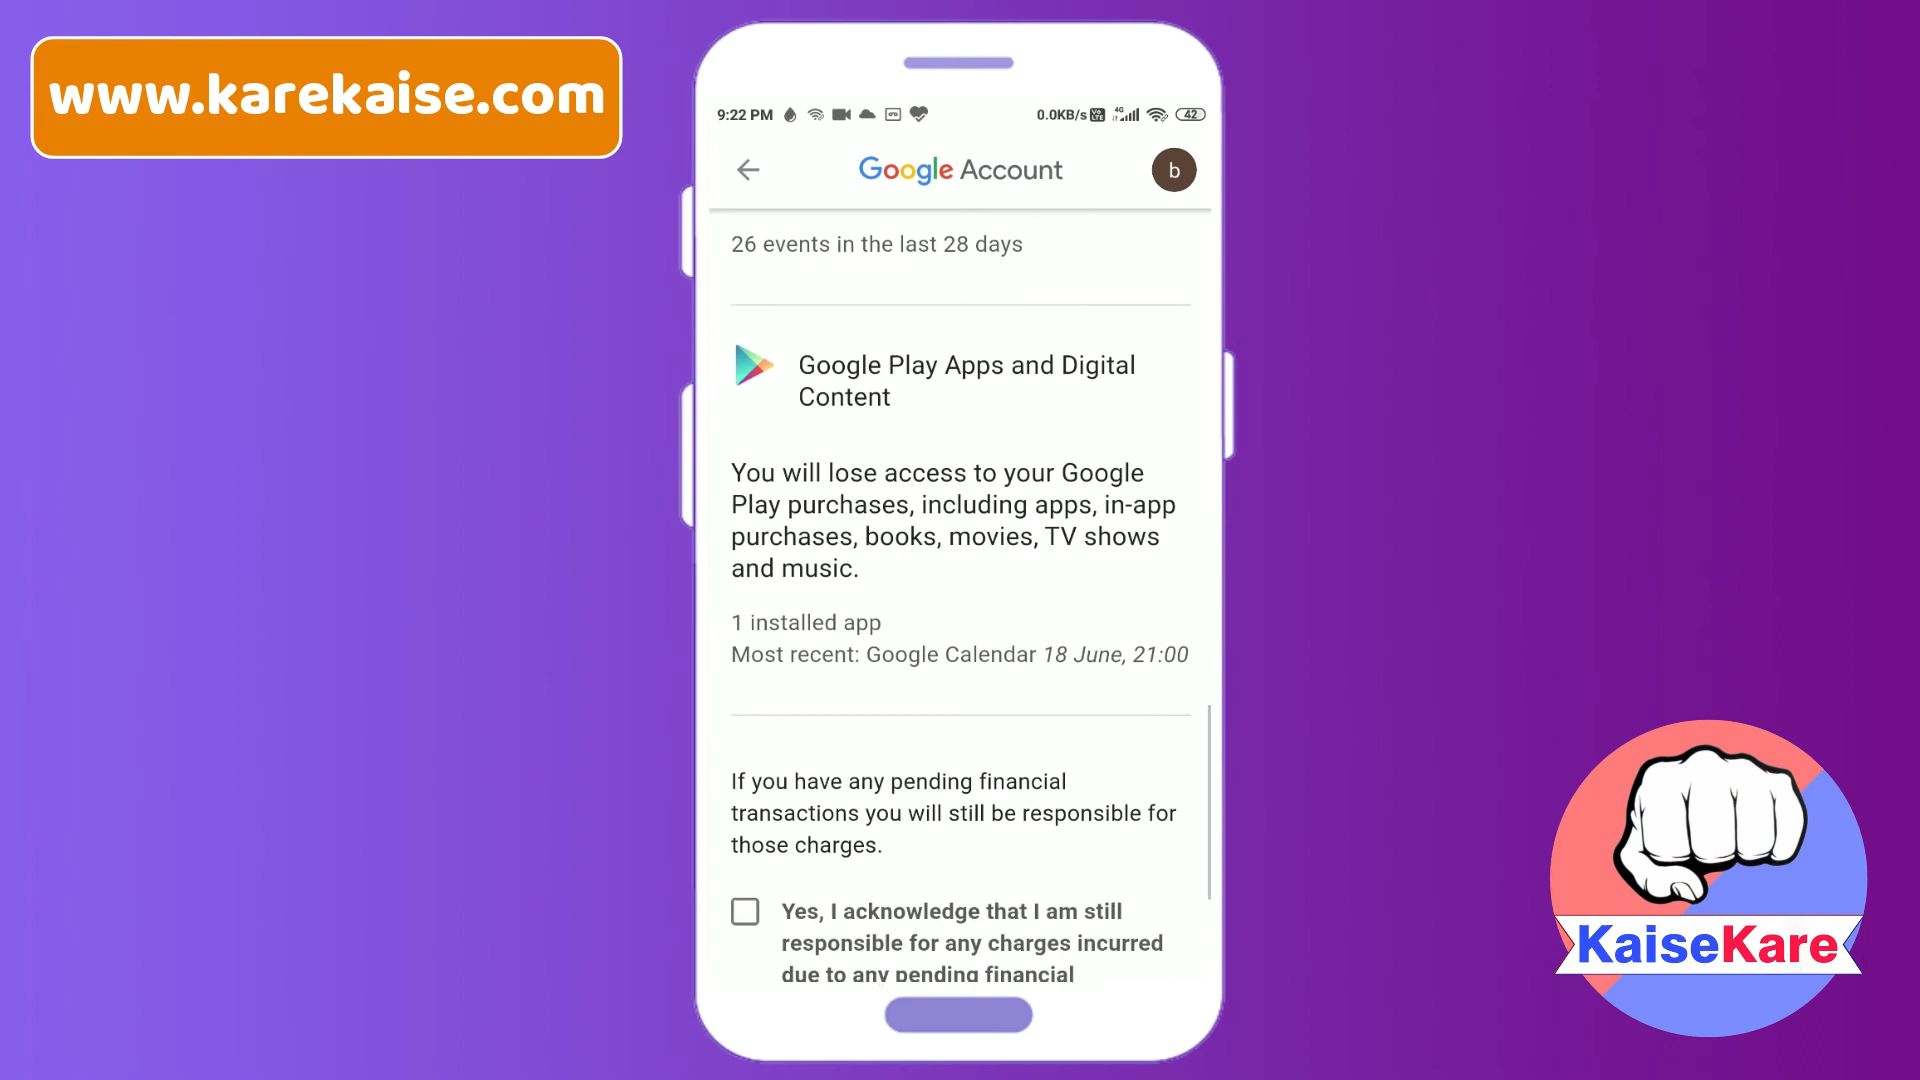 www.karekaise.com
9:22 PM
0.0KB/s
4G
42
Google Account
b
26 events in the last 28 days
Google Play Apps and Digital
Content
You will lose access to your Google
Play purchases, including apps, in-app
purchases, books, movies, TV shows
and music.
1 installed app
Most recent: Google Calendar 18 June, 21:00
If you have any pending financial
transactions you will still be responsible for
those charges.
Yes, I acknowledge that I am still
responsible for any charges incurred
due to any pending financial
KaiseKare